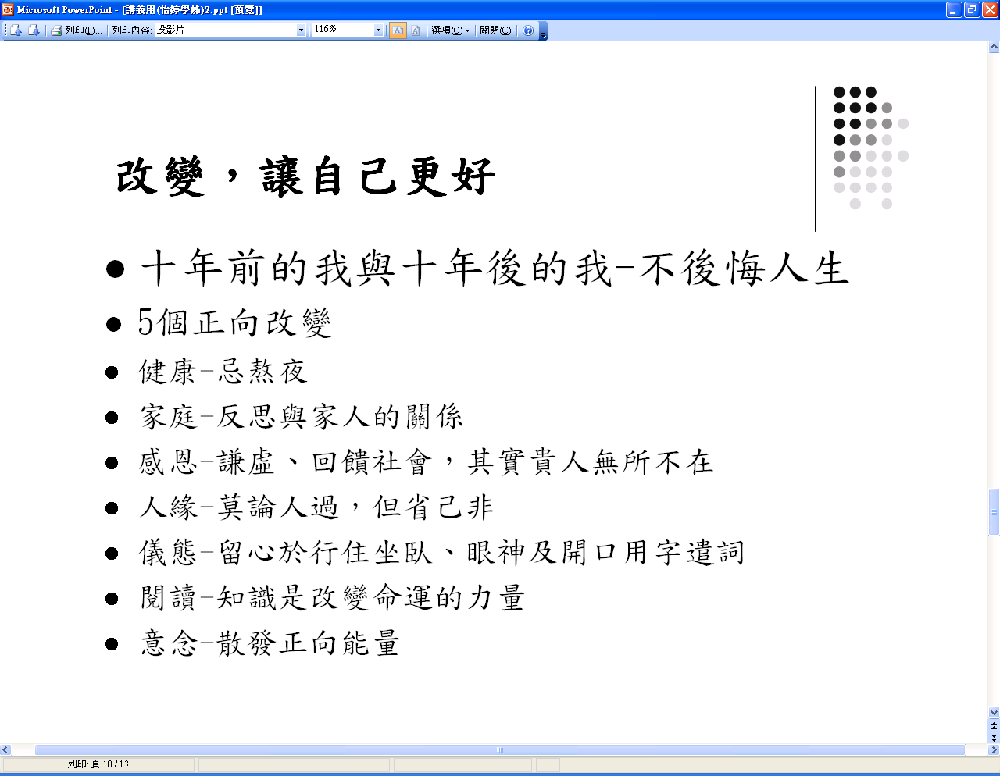 Microsoft PowerPoint - [講義用(怡婷學姊)2.ppt [預覽]]
列印(P)... 列印內容: 投影片 116% 選項(O) 關閉(C)
改變，讓自己更好
十年前的我與十年後的我-不後悔人生
5個正向改變
健康-忌熬夜
家庭-反思與家人的關係
感恩-謙虛、回饋社會，其實貴人無所不在
人緣-莫論人過，但省己非
儀態-留心於行住坐臥、眼神及開口用字遣詞
閱讀-知識是改變命運的力量
意念-散發正向能量
列印: 頁 10 / 13